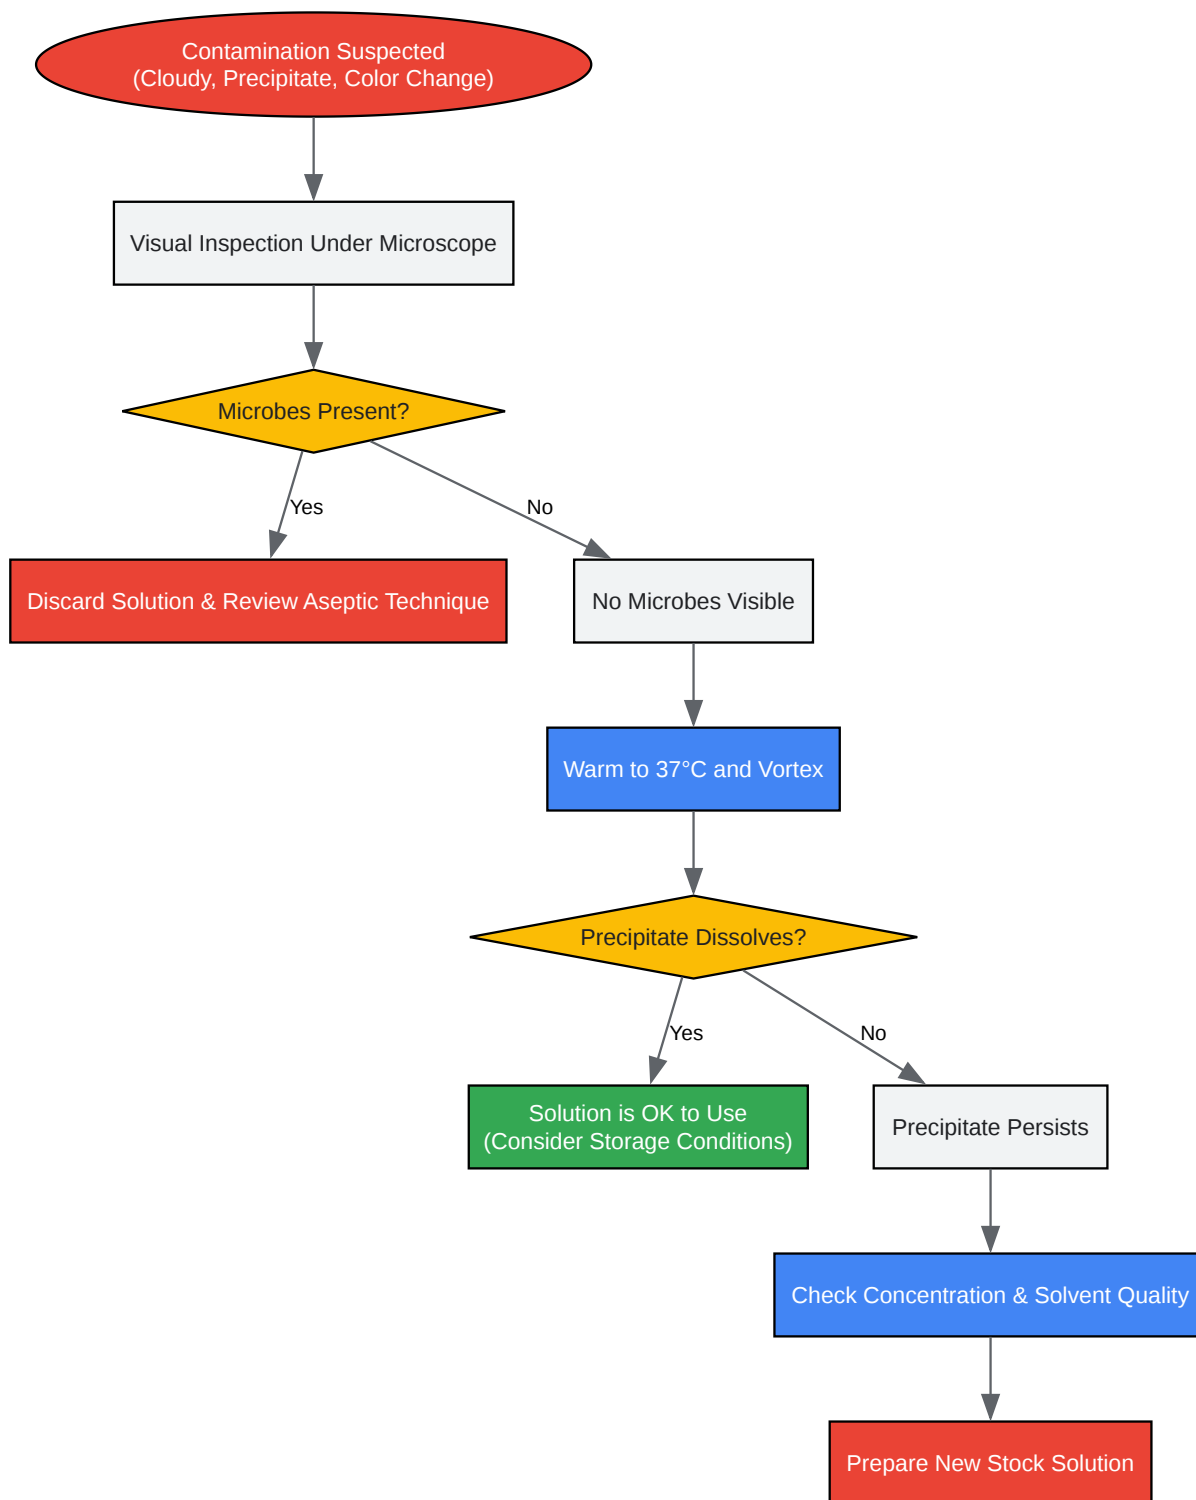 Contamination Suspected
(Cloudy, Precipitate, Color Change)
Visual Inspection Under Microscope
Microbes Present?
Yes
No
Discard Solution & Review Aseptic Technique
No Microbes Visible
Warm to 37°C and Vortex
Precipitate Dissolves?
Yes
No
Solution is OK to Use
(Consider Storage Conditions)
Precipitate Persists
Check Concentration & Solvent Quality
Prepare New Stock Solution